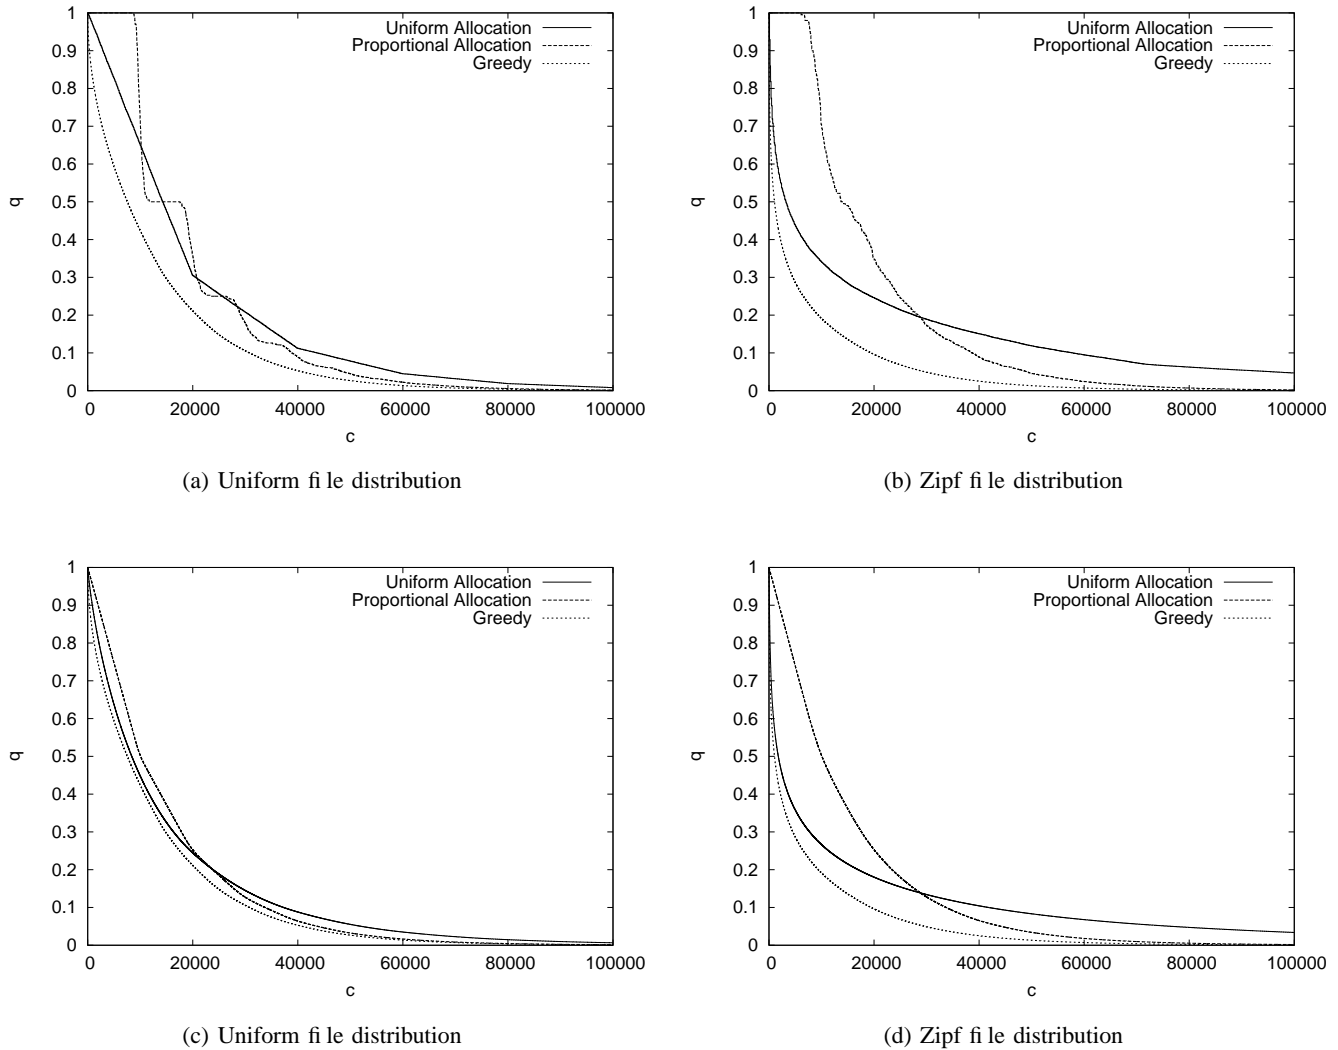 1
0.9
0.8
0.7
0.6
0.5
0.4
0.3
0.2
0.1
0
q
Uniform Allocation
Proportional Allocation
Greedy
0 20000 40000 60000 80000 100000
c
(a) Uniform fi le distribution
1
0.9
0.8
0.7
0.6
0.5
0.4
0.3
0.2
0.1
0
q
Uniform Allocation
Proportional Allocation
Greedy
0 20000 40000 60000 80000 100000
c
(b) Zipf fi le distribution
1
0.9
0.8
0.7
0.6
0.5
0.4
0.3
0.2
0.1
0
q
Uniform Allocation
Proportional Allocation
Greedy
0 20000 40000 60000 80000 100000
c
(c) Uniform fi le distribution
1
0.9
0.8
0.7
0.6
0.5
0.4
0.3
0.2
0.1
0
q
Uniform Allocation
Proportional Allocation
Greedy
0 20000 40000 60000 80000 100000
c
(d) Zipf fi le distribution